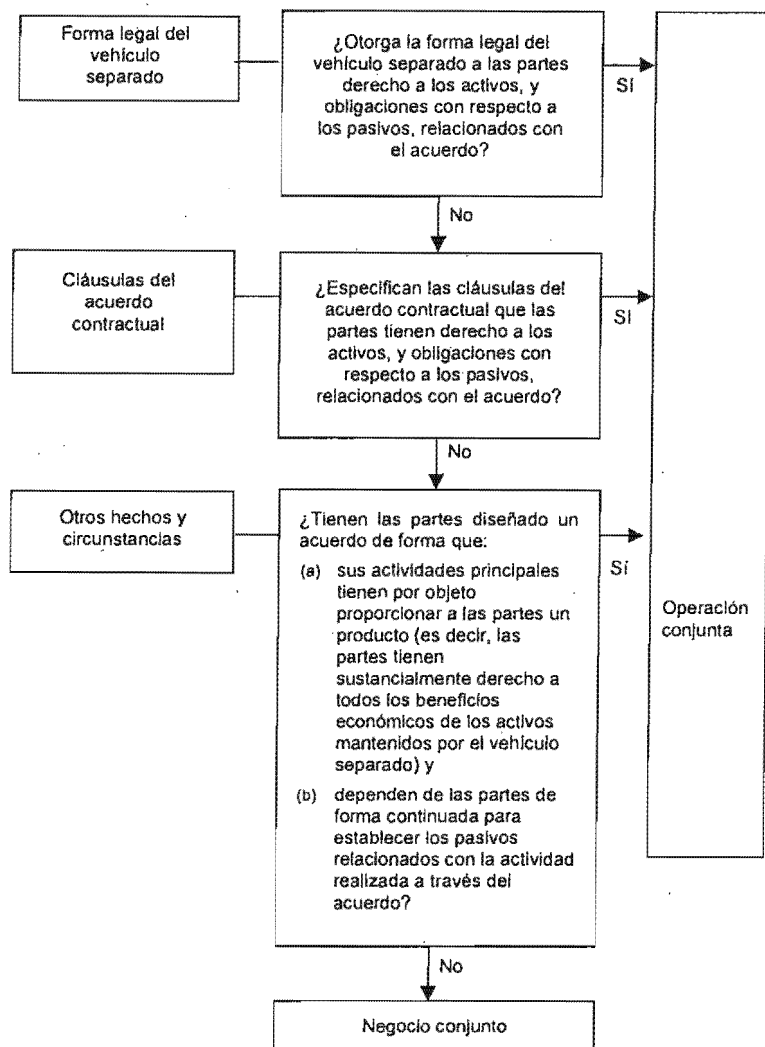 Forma legal del
vehículo
separado
¿Otorga la forma legal del
vehículo separado a las partes
derecho a los activos, y
obligaciones con respecto a
los pasivos, relacionados con
el acuerdo?
Sí
No
Cláusulas del
acuerdo
contractual
¿Especifican las cláusulas del
acuerdo contractual que las
partes tienen derecho a los
activos, y obligaciones con
respecto a los pasivos,
relacionados con el acuerdo?
Sí
No
Otros hechos y
circunstancias
¿Tienen las partes diseñado un
acuerdo de forma que:
(a) sus actividades principales
tienen por objeto
proporcionar a las partes un
producto (es decir, las
partes tienen
sustancialmente derecho a
todos los beneficios
económicos de los activos
mantenidos por el vehículo
separado) y
(b) dependen de las partes de
forma continuada para
establecer los pasivos
relacionados con la actividad
realizada a través del
acuerdo?
Sí
Operación
conjunta
No
Negocio conjunto